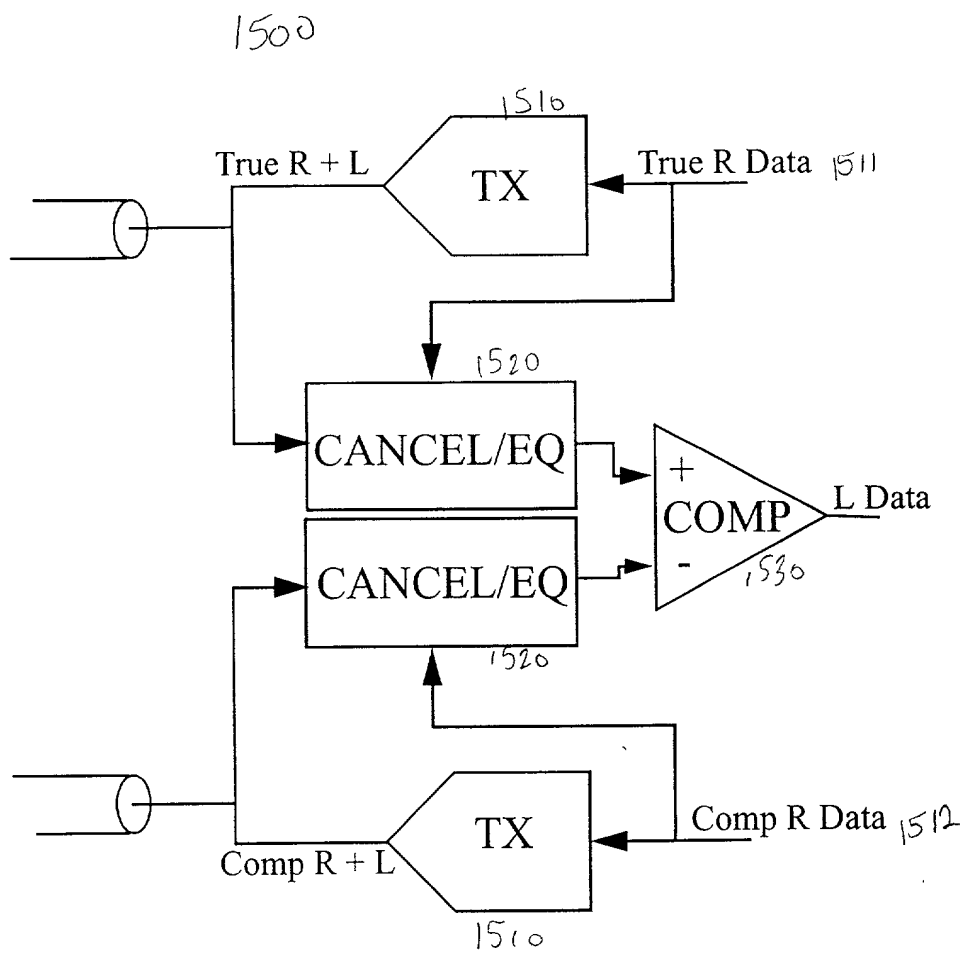 1500
1510
True R + L
TX
True R Data 1511
1520
CANCEL/EQ
+
COMP
L Data
-
1530
CANCEL/EQ
1520
TX
Comp R Data 1512
Comp R + L
1510